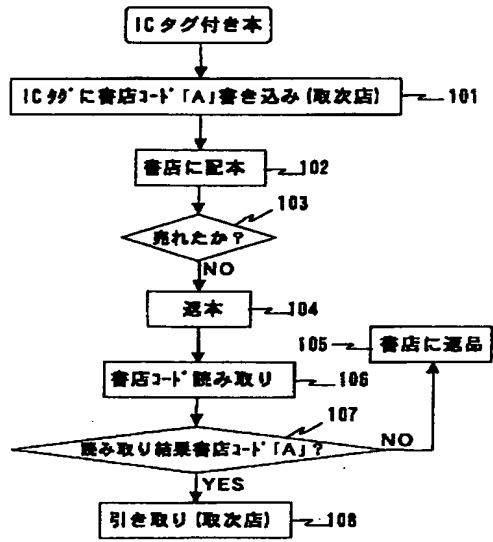 ICタグ付き本
ICタグに書店コード「A」書き込み(取次店)
101
書店に配本
102
103
売れたか?
NO
返本
104
105
書店に返品
書店コード読み取り
106
107
読み取り結果書店コード「A」?
NO
YES
引き取り(取次店)
108